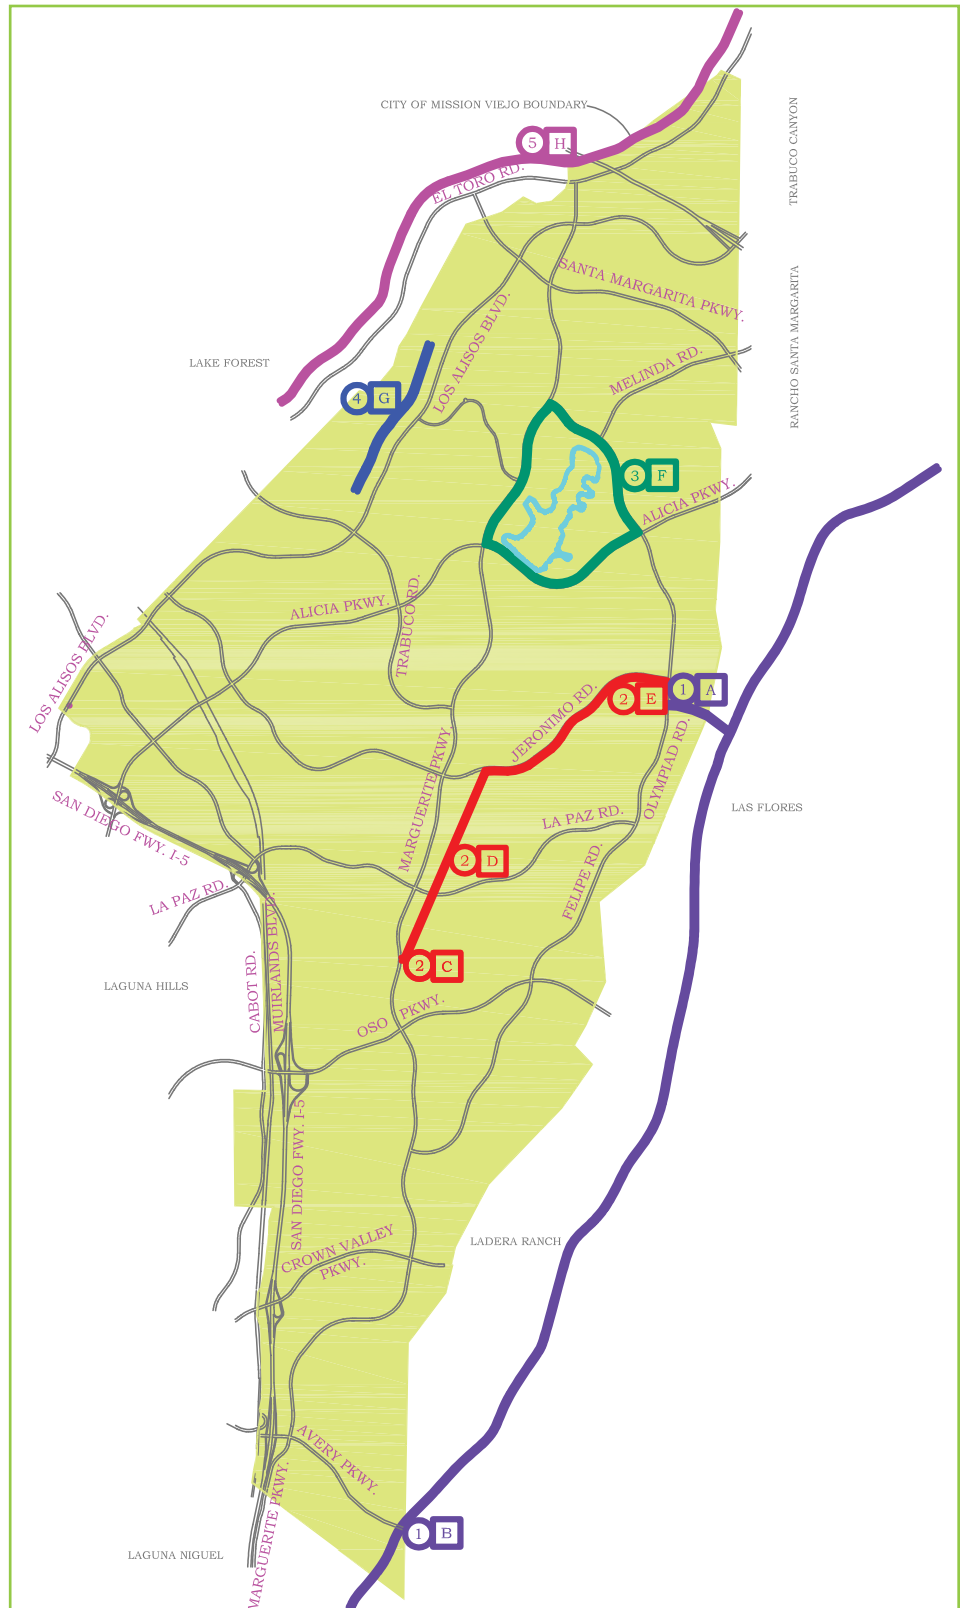 CITY OF MISSION VIEJO BOUNDARY
TRABUCO CANYON
5 H
EL TORO RD.
SANTA MARGARITA PKWY.
RANCHO SANTA MARGARITA
LOS ALISOS BLVD.
LAKE FOREST
MELINDA RD.
4 G
3 F
ALICIA PKWY.
ALICIA PKWY.
TRABUCO RD.
LOS ALISOS BLVD.
1 A
2 E
JERONIMO RD.
OLYMPIAD RD.
MARGUERITE PKWY.
SAN DIEGO FWY. I-5
LAS FLORES
LA PAZ RD.
2 D
FELIPE RD.
LA PAZ RD.
MUIRLANDS BLVD.
CABOT RD.
2 C
LAGUNA HILLS
OSO PKWY.
SAN DIEGO FWY. I-5
LADERA RANCH
CROWN VALLEY
PKWY.
AVERY PKWY.
MARGUERITE PKWY.
1 B
LAGUNA NIGUEL